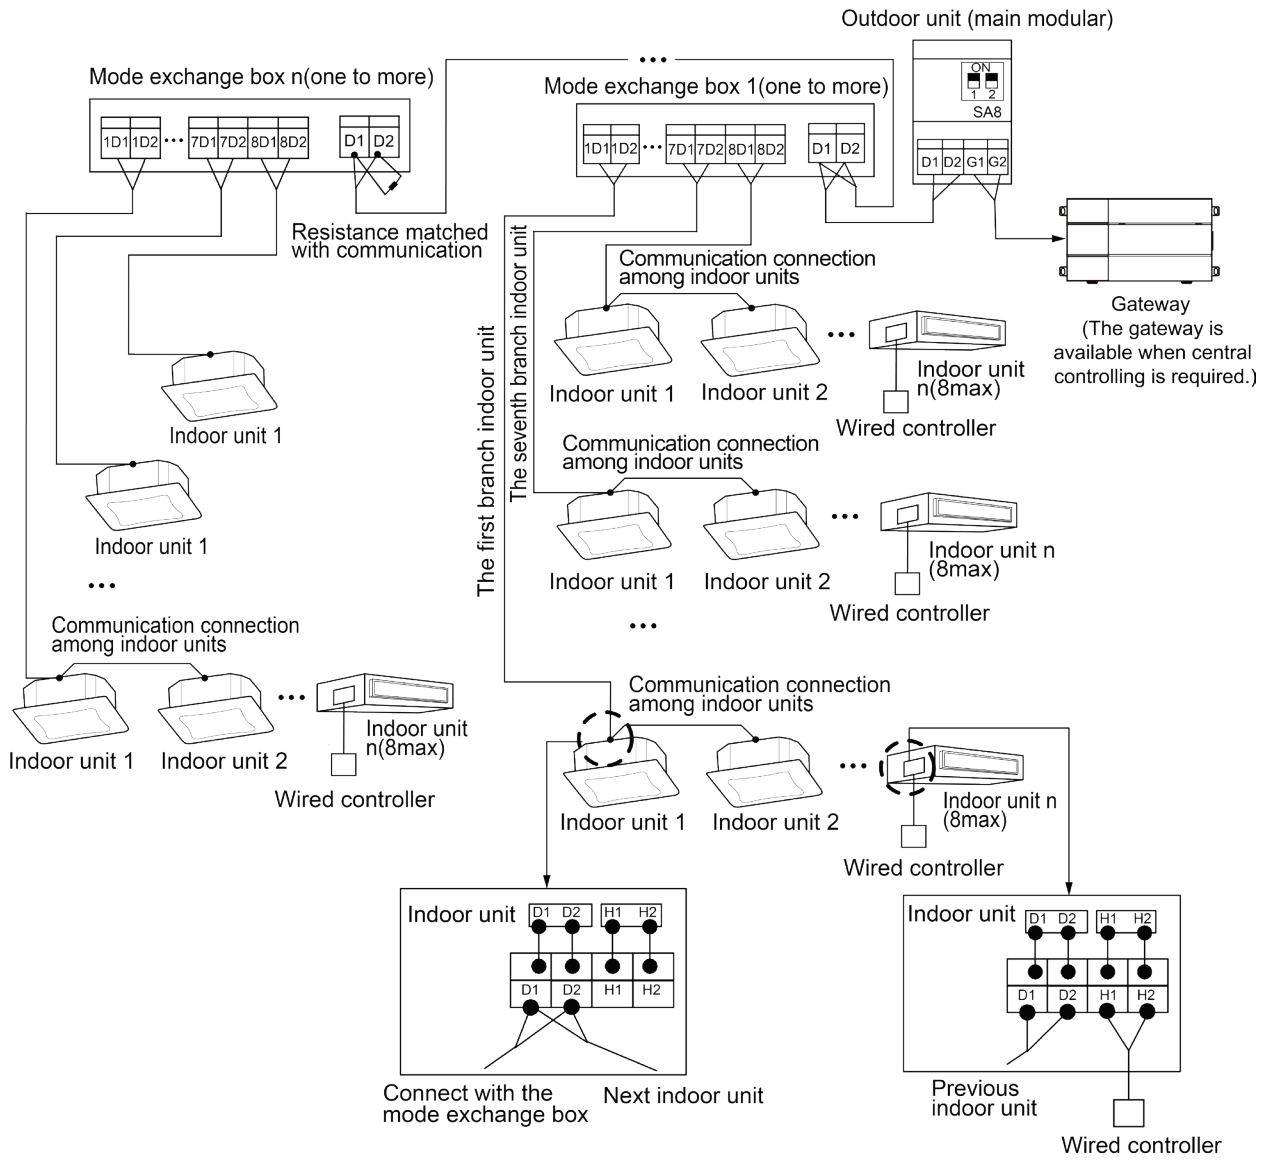 Outdoor unit (main modular)
Mode exchange box n(one to more)
Mode exchange box 1(one to more)
ON
1 2
SA8
1D1 1D2 ••• 7D1 7D2 8D1 8D2 D1 D2
1D1 1D2 ••• 7D1 7D2 8D1 8D2 D1 D2
D1 D2 G1 G2
Resistance matched
with communication
Communication connection
among indoor units
Gateway
(The gateway is
available when central
controlling is required.)
The first branch indoor unit
The seventh branch indoor unit
Indoor unit 1
Indoor unit 2
Indoor unit
n(8max)
Wired controller
Indoor unit 1
Communication connection
among indoor units
Indoor unit 1
Indoor unit 1
Indoor unit 2
Indoor unit n
(8max)
Wired controller
Communication connection
among indoor units
Indoor unit 1
Indoor unit 2
Indoor unit
n(8max)
Wired controller
Communication connection
among indoor units
Indoor unit 1
Indoor unit 2
Indoor unit n
(8max)
Wired controller
Indoor unit
D1 D2 H1 H2
D1 D2 H1 H2
Connect with the
mode exchange box
Next indoor unit
Indoor unit
D1 D2 H1 H2
D1 D2 H1 H2
Previous
indoor unit
Wired controller